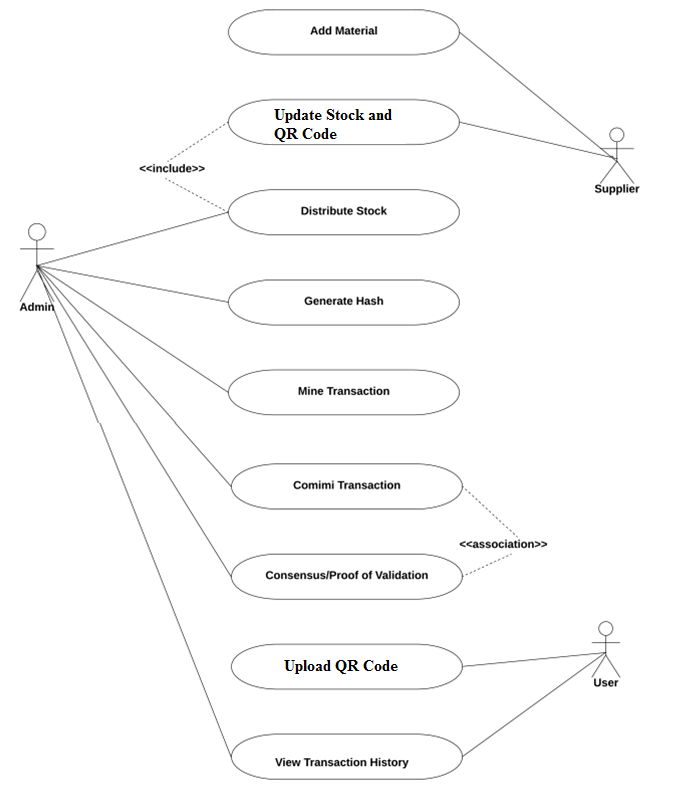 Add Material
Update Stock and
QR Code
<<include>>
Supplier
Distribute Stock
Generate Hash
Admin
Mine Transaction
Comimi Transaction
<<association>>
Consensus/Proof of Validation
Upload QR Code
User
View Transaction History